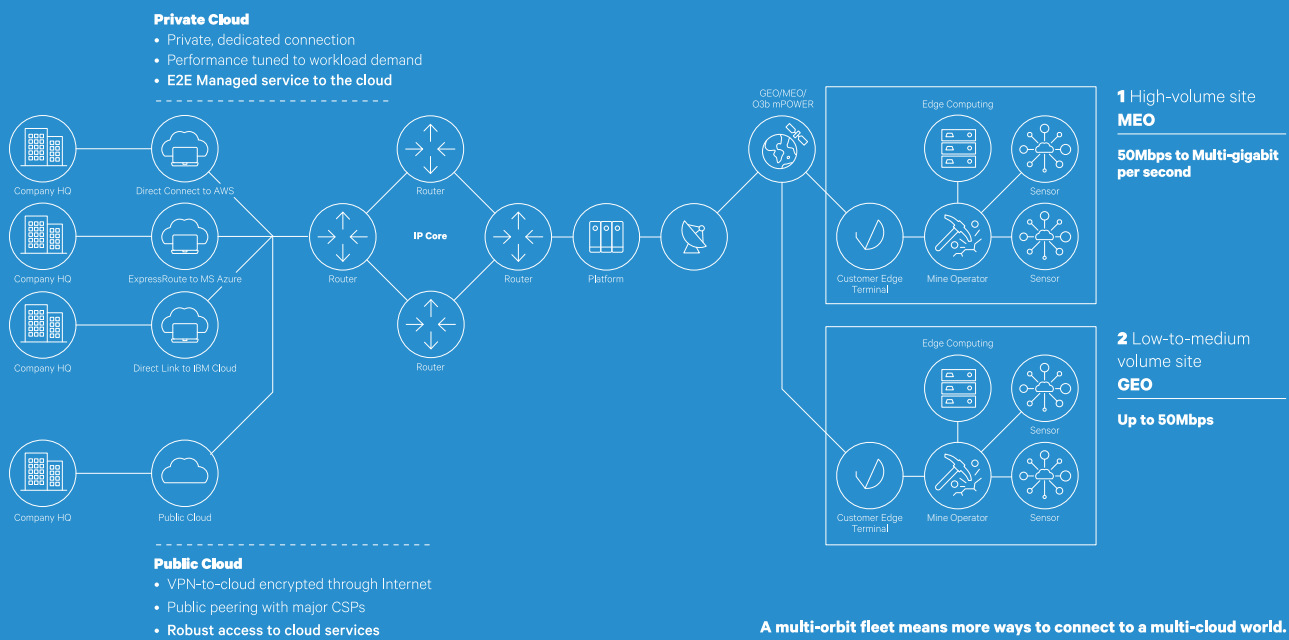 Private Cloud
• Private, dedicated connection
• Performance tuned to workload demand
• E2E Managed service to the cloud
Company HQ
Direct Connect to AWS
Company HQ
ExpressRoute to MS Azure
Company HQ
Direct Link to IBM Cloud
Company HQ
Public Cloud
Router
Router
IP Core
Router
Router
Platform
GEO/MEO/
O3b mPOWER
Edge Computing
Sensor
Customer Edge
Terminal
Mine Operator
Sensor
1 High-volume site
MEO
50Mbps to Multi-gigabit
per second
Edge Computing
Sensor
Customer Edge
Terminal
Mine Operator
Sensor
2 Low-to-medium
volume site
GEO
Up to 50Mbps
Public Cloud
• VPN-to-cloud encrypted through Internet
• Public peering with major CSPs
• Robust access to cloud services
A multi-orbit fleet means more ways to connect to a multi-cloud world.